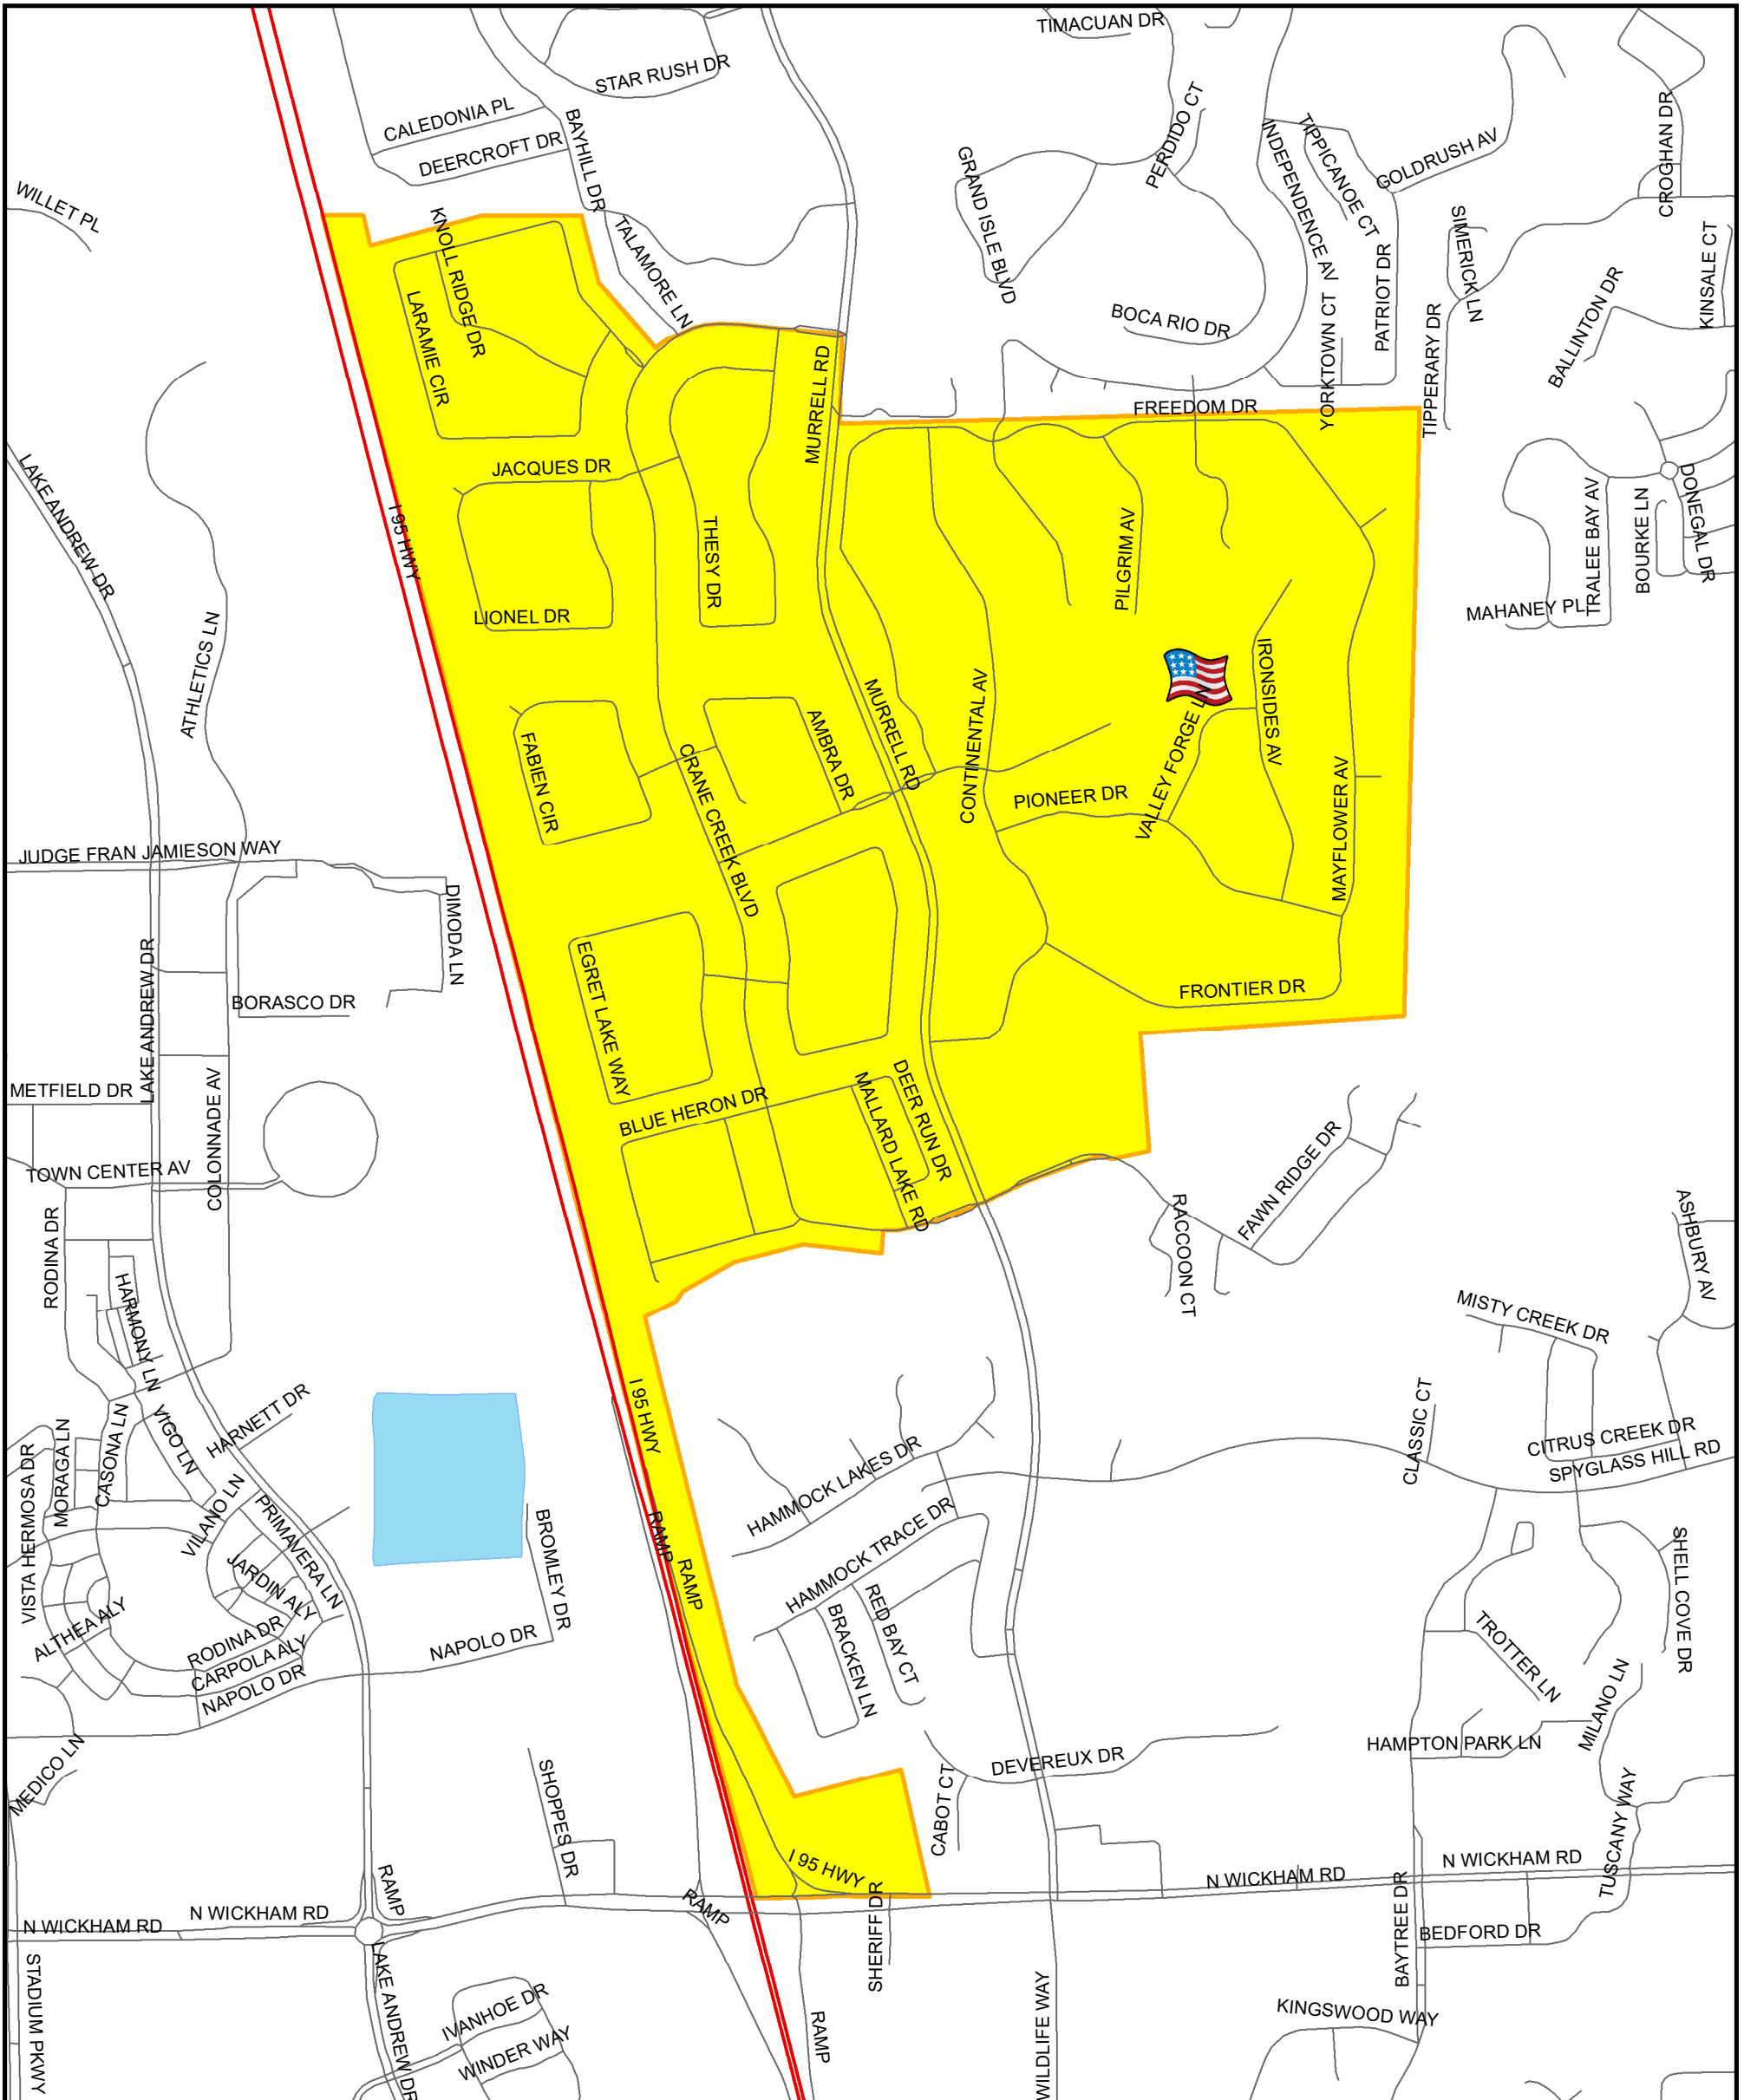 TIMACUAN DR
STAR RUSH DR
CALEDONIA PL
DEERCROFT DR
BAYHILL DR
PERDIDO CT
INDEPENDENCE AV
TIPPICANOE CT
GOLDRUSH AV
CROGHAN DR
WILLET PL
KNOLL RIDGE DR
TALAMORE LN
GRAND ISLE BLVD
SIMERICK LN
PATRIOT DR
KINSALE CT
BALLINTON DR
LARAMIE CIR
BOCA RIO DR
YORKTOWN CT
TIPPERARY DR
MURRELL RD
FREEDOM DR
JACQUES DR
LAKE ANDREW DR
I 95 HWY
THESY DR
PILGRIM AV
TRALEE BAY AV
BOURKE LN
DONEGAL DR
MAHANEY PL
LIONEL DR
ATHLETICS LN
IRONSIDES AV
MURRELL RD
CONTINENTAL AV
VALLEY FORGE LN
AMBRA DR
FABIEN CIR
CRANE CREEK BLVD
PIONEER DR
MAYFLOWER AV
JUDGE FRAN JAMIESON WAY
DIMODA LN
LAKE ANDREW DR
EGRET LAKE WAY
BORASCO DR
FRONTIER DR
METFIELD DR
COLONNADE AV
BLUE HERON DR
MALLARD LAKE RD
DEER RUN DR
TOWN CENTER AV
FAWN RIDGE DR
RACCOON CT
ASHBURY AV
RODINA DR
HARMONY LN
MISTY CREEK DR
I 95 HWY
HARNETT DR
CLASSIC CT
CITRUS CREEK DR
SPYGLASS HILL RD
VIGO LN
CASONA LN
MORAGA LN
VISTA HERMOSA DR
HAMMOCK LAKES DR
VILANO LN
PRIMAVERA LN
BROMLEY DR
RAMP
RAMP
HAMMOCK TRACE DR
JARDIN ALY
RED BAY CT
BRACKEN LN
SHELL COVE DR
TROTTER LN
ALTHEA ALY
RODINA DR
CARPOLA ALY
NAPOLO DR
NAPOLO DR
MILANO LN
HAMPTON PARK LN
DEVEREUX DR
MEDICO LN
SHOPPES DR
CABOT CT
TUSCANY WAY
I 95 HWY
N WICKHAM RD
N WICKHAM RD
RAMP
RAMP
N WICKHAM RD
N WICKHAM RD
SHERIFF DR
BAYTREE DR
BEDFORD DR
STADIUM PKWY
LAKE ANDREW DR
IVANHOE DR
WINDER WAY
RAMP
WILDLIFE WAY
KINGSWOOD WAY